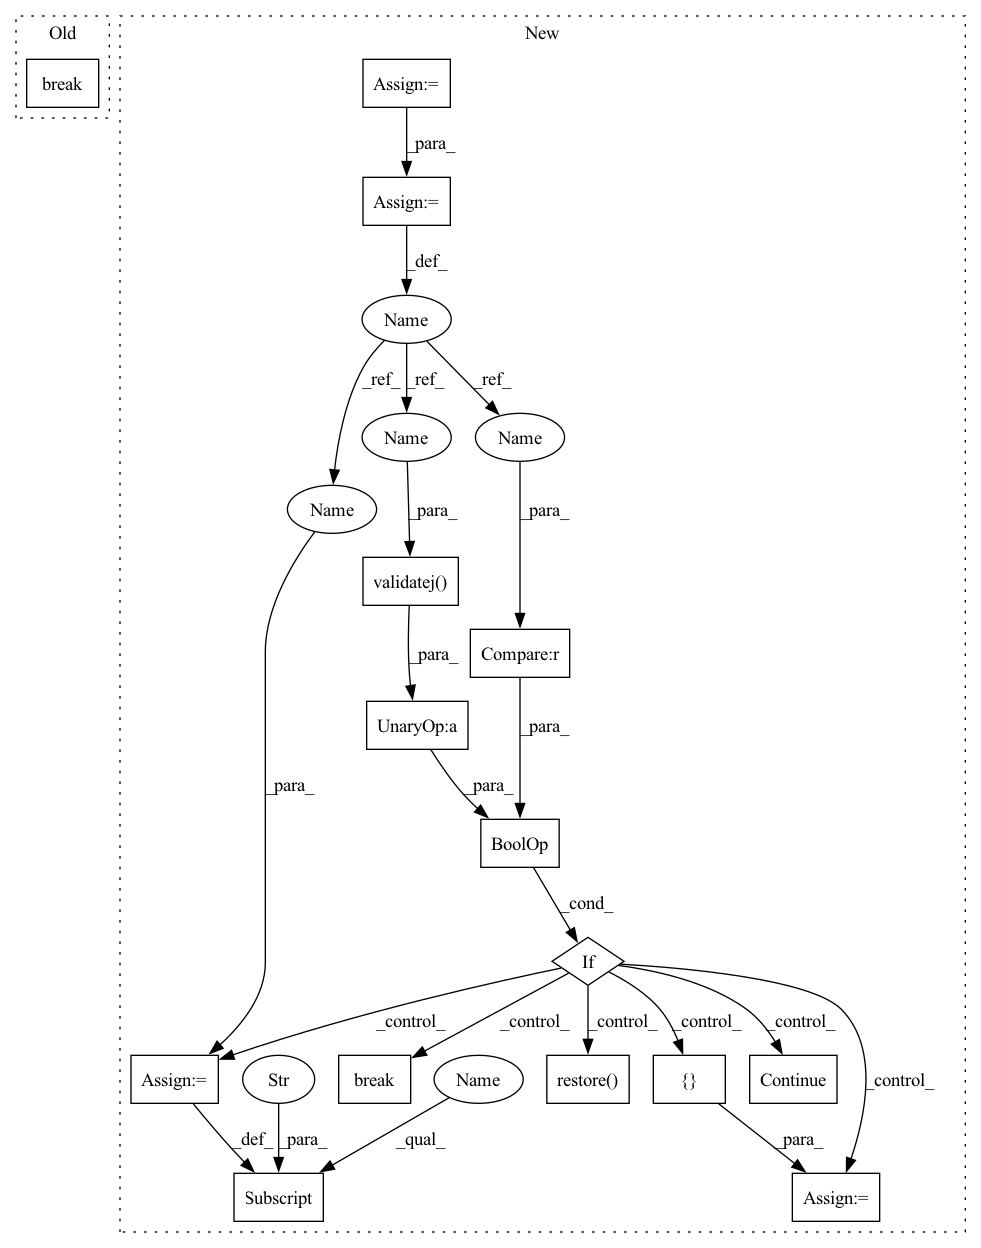 Old
New
break
Assign:=
_para_
Assign:=
_def_
Name
_ref_
_ref_
_ref_
Name
Name
Name
_para_
_para_
validatej()
Compare:r
_para_
UnaryOp:a
_para_
_para_
_para_
BoolOp
_cond_
If
_control_
_control_
_control_
_control_
_control_
_control_
Assign:=
Str
break
Name
restore()
{}
Continue
_def_
_para_
_qual_
_para_
Subscript
Assign:=